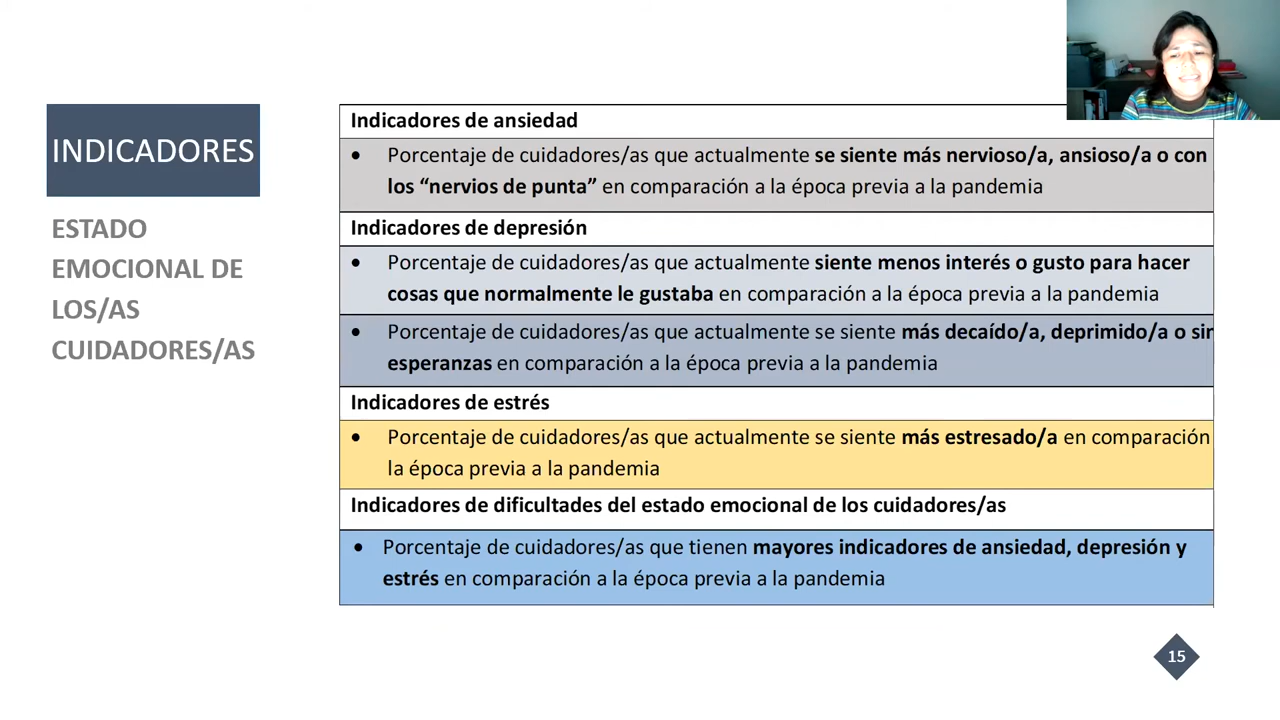 INDICADORES
ESTADO
EMOCIONAL DE
LOS/AS
CUIDADORES/AS
Indicadores de ansiedad
• Porcentaje de cuidadores/as que actualmente se siente más nervioso/a, ansioso/a o con
los “nervios de punta” en comparación a la época previa a la pandemia
Indicadores de depresión
• Porcentaje de cuidadores/as que actualmente siente menos interés o gusto para hacer
cosas que normalmente le gustaba en comparación a la época previa a la pandemia
• Porcentaje de cuidadores/as que actualmente se siente más decaído/a, deprimido/a o sin
esperanzas en comparación a la época previa a la pandemia
Indicadores de estrés
• Porcentaje de cuidadores/as que actualmente se siente más estresado/a en comparación
la época previa a la pandemia
Indicadores de dificultades del estado emocional de los cuidadores/as
• Porcentaje de cuidadores/as que tienen mayores indicadores de ansiedad, depresión y
estrés en comparación a la época previa a la pandemia
15